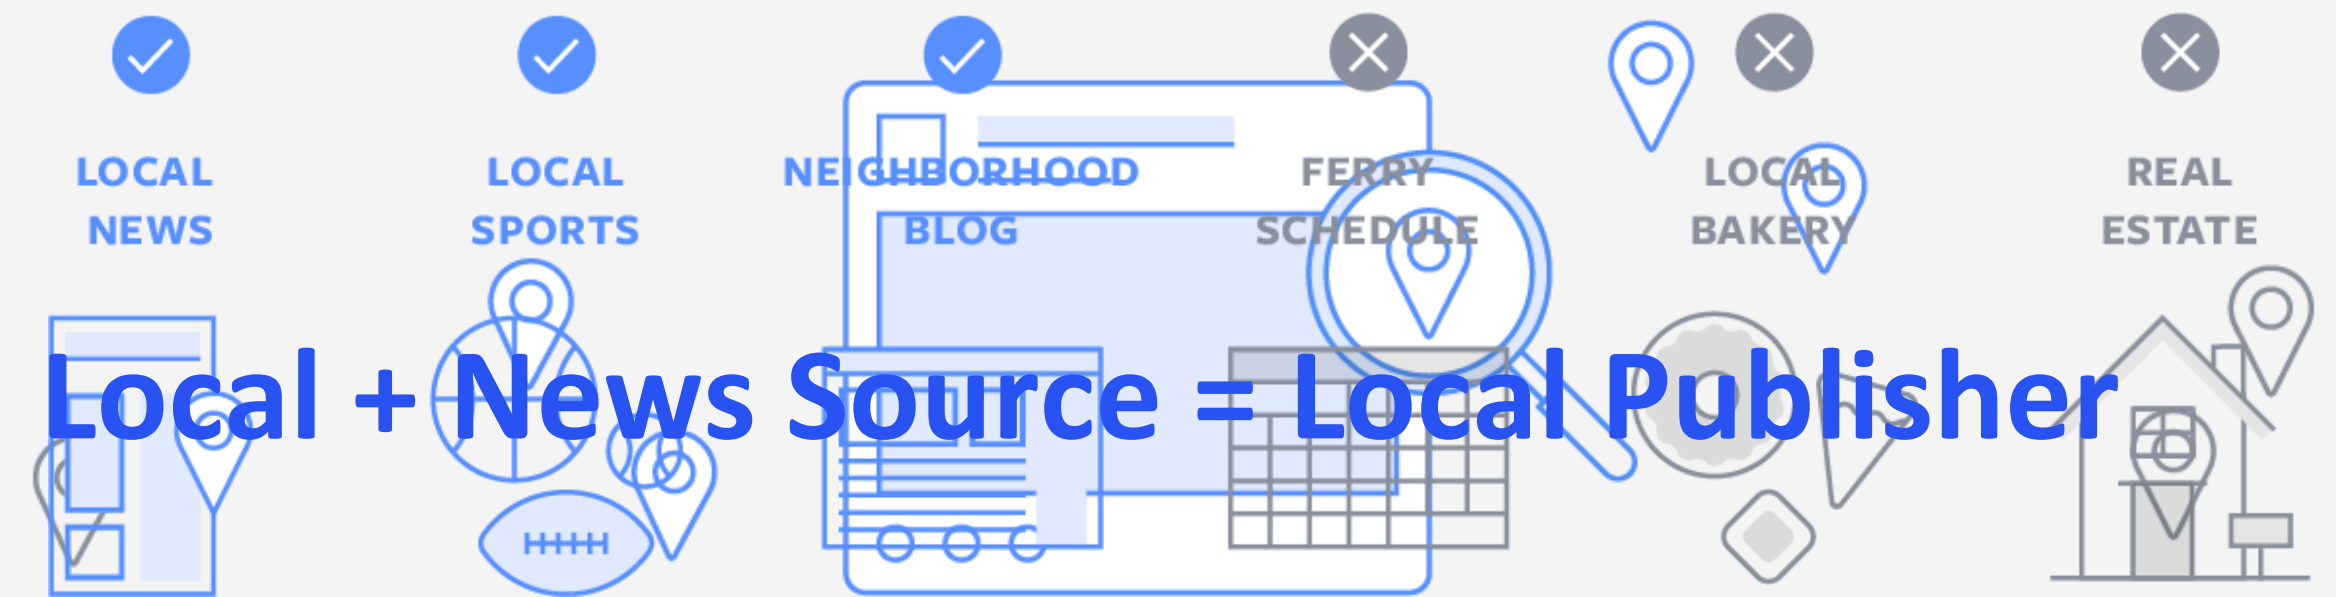 LOCAL
NEWS
LOCAL
SPORTS
NEIGHBORHOOD
BLOG
FERRY
SCHEDULE
LOCAL
BAKERY
REAL
ESTATE
Local + News Source = Local Publisher